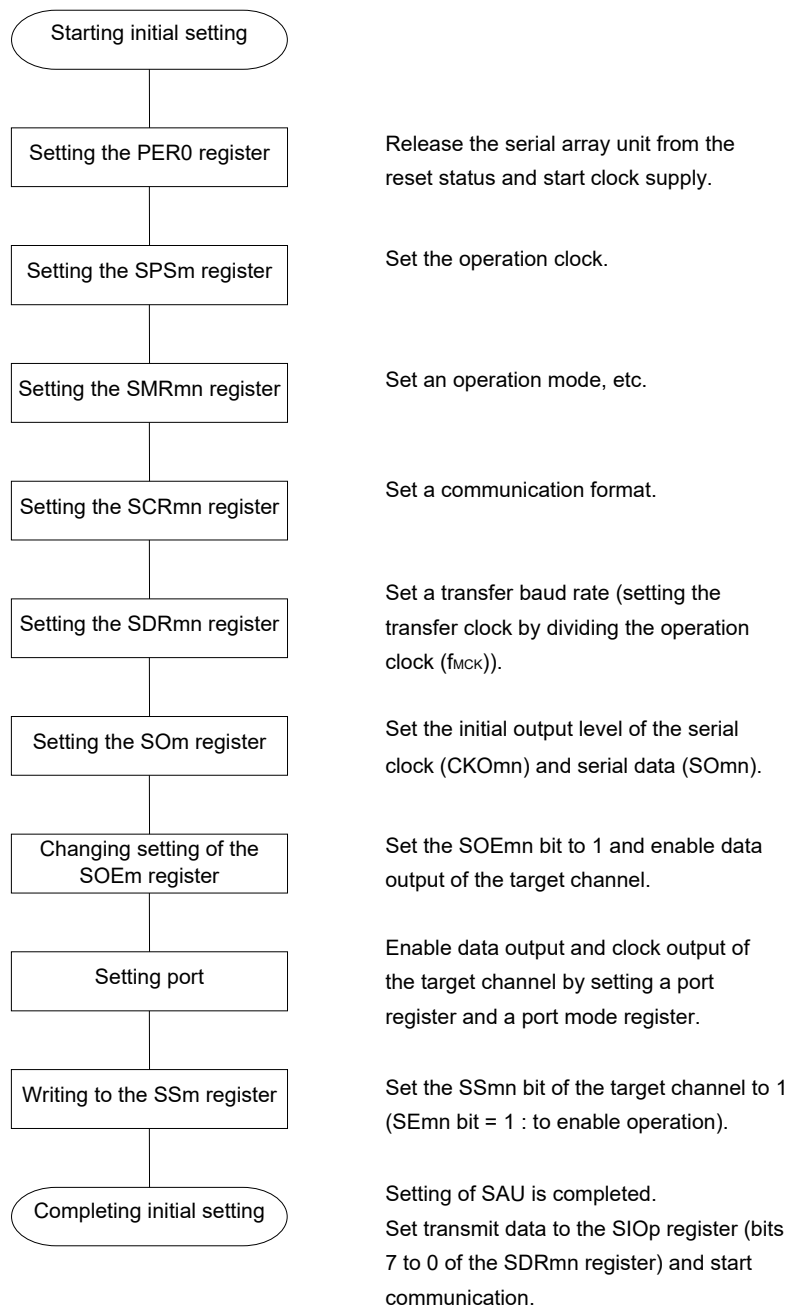 Starting initial setting
Setting the PER0 register
Release the serial array unit from the
reset status and start clock supply.
Setting the SPSm register
Set the operation clock.
Setting the SMRmn register
Set an operation mode, etc.
Setting the SCRmn register
Set a communication format.
Setting the SDRmn register
Set a transfer baud rate (setting the
transfer clock by dividing the operation
clock (fMCK)).
Setting the SOm register
Set the initial output level of the serial
clock (CKOmn) and serial data (SOmn).
Changing setting of the
SOEm register
Set the SOEmn bit to 1 and enable data
output of the target channel.
Setting port
Enable data output and clock output of
the target channel by setting a port
register and a port mode register.
Writing to the SSm register
Set the SSmn bit of the target channel to 1
(SEmn bit = 1 : to enable operation).
Completing initial setting
Setting of SAU is completed.
Set transmit data to the SIOp register (bits
7 to 0 of the SDRmn register) and start
communication.